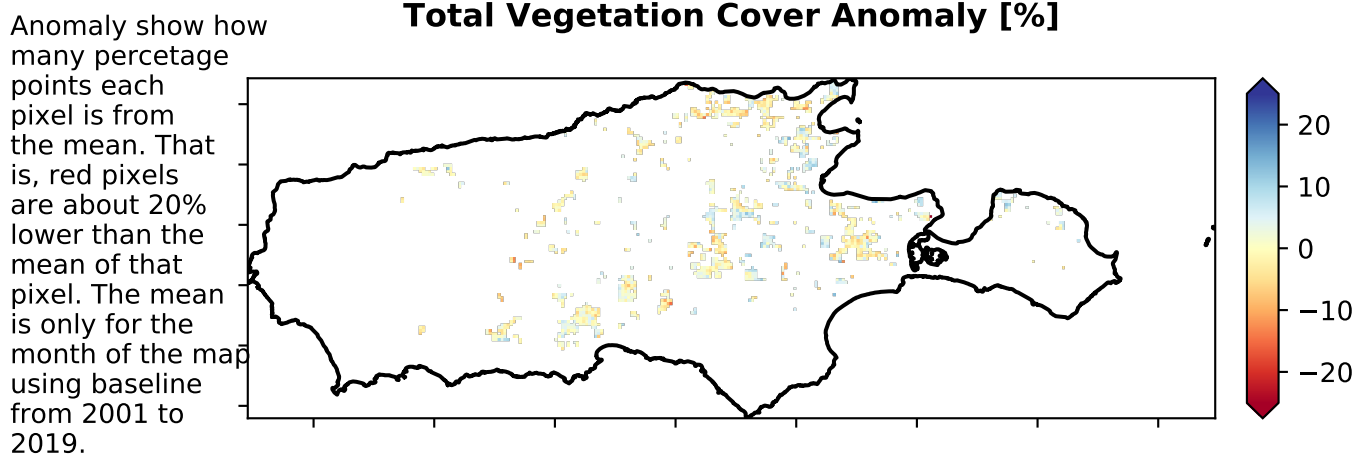 Total Vegetation Cover Anomaly [%]
Anomaly show how
many percetage
points each
pixel is from
the mean. That
is, red pixels
are about 20%
lower than the
mean of that
pixel. The mean
is only for the
month of the map
using baseline
from 2001 to
2019.
20
10
0
−10
−20